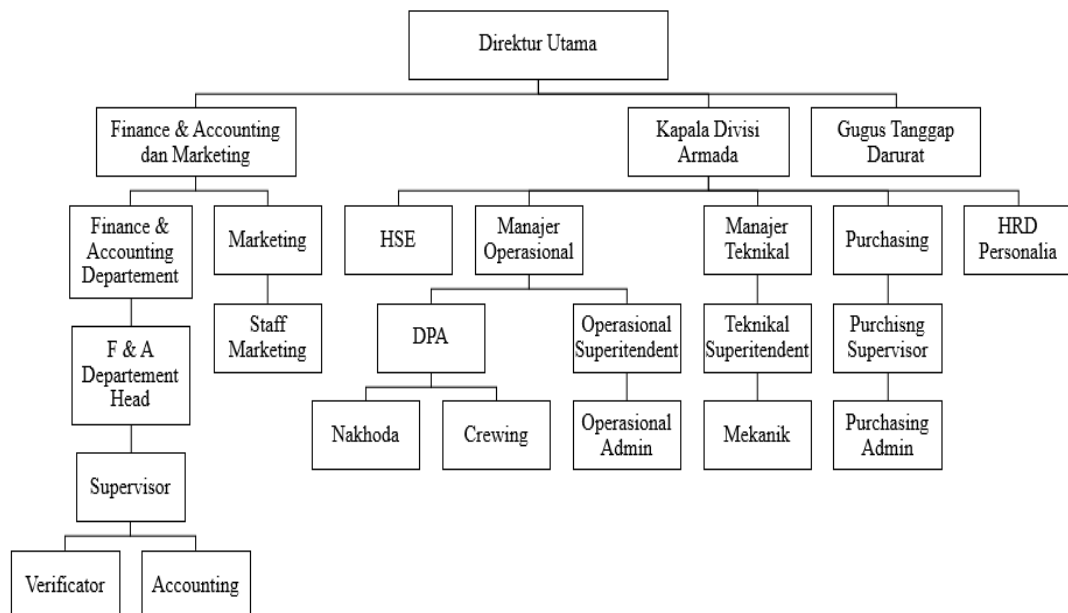 Direktur Utama
Finance & Accounting
dan Marketing
Kapala Divisi
Armada
Gugus Tanggap
Darurat
Finance &
Accounting
Departement
Marketing
HSE
Manajer
Operasional
Manajer
Teknikal
Purchasing
HRD
Personalia
F & A
Departement
Head
Staff
Marketing
DPA
Operasional
Superitendent
Teknikal
Superitendent
Purchisng
Supervisor
Nakhoda
Crewing
Operasional
Admin
Mekanik
Purchasing
Admin
Supervisor
Verificator
Accounting